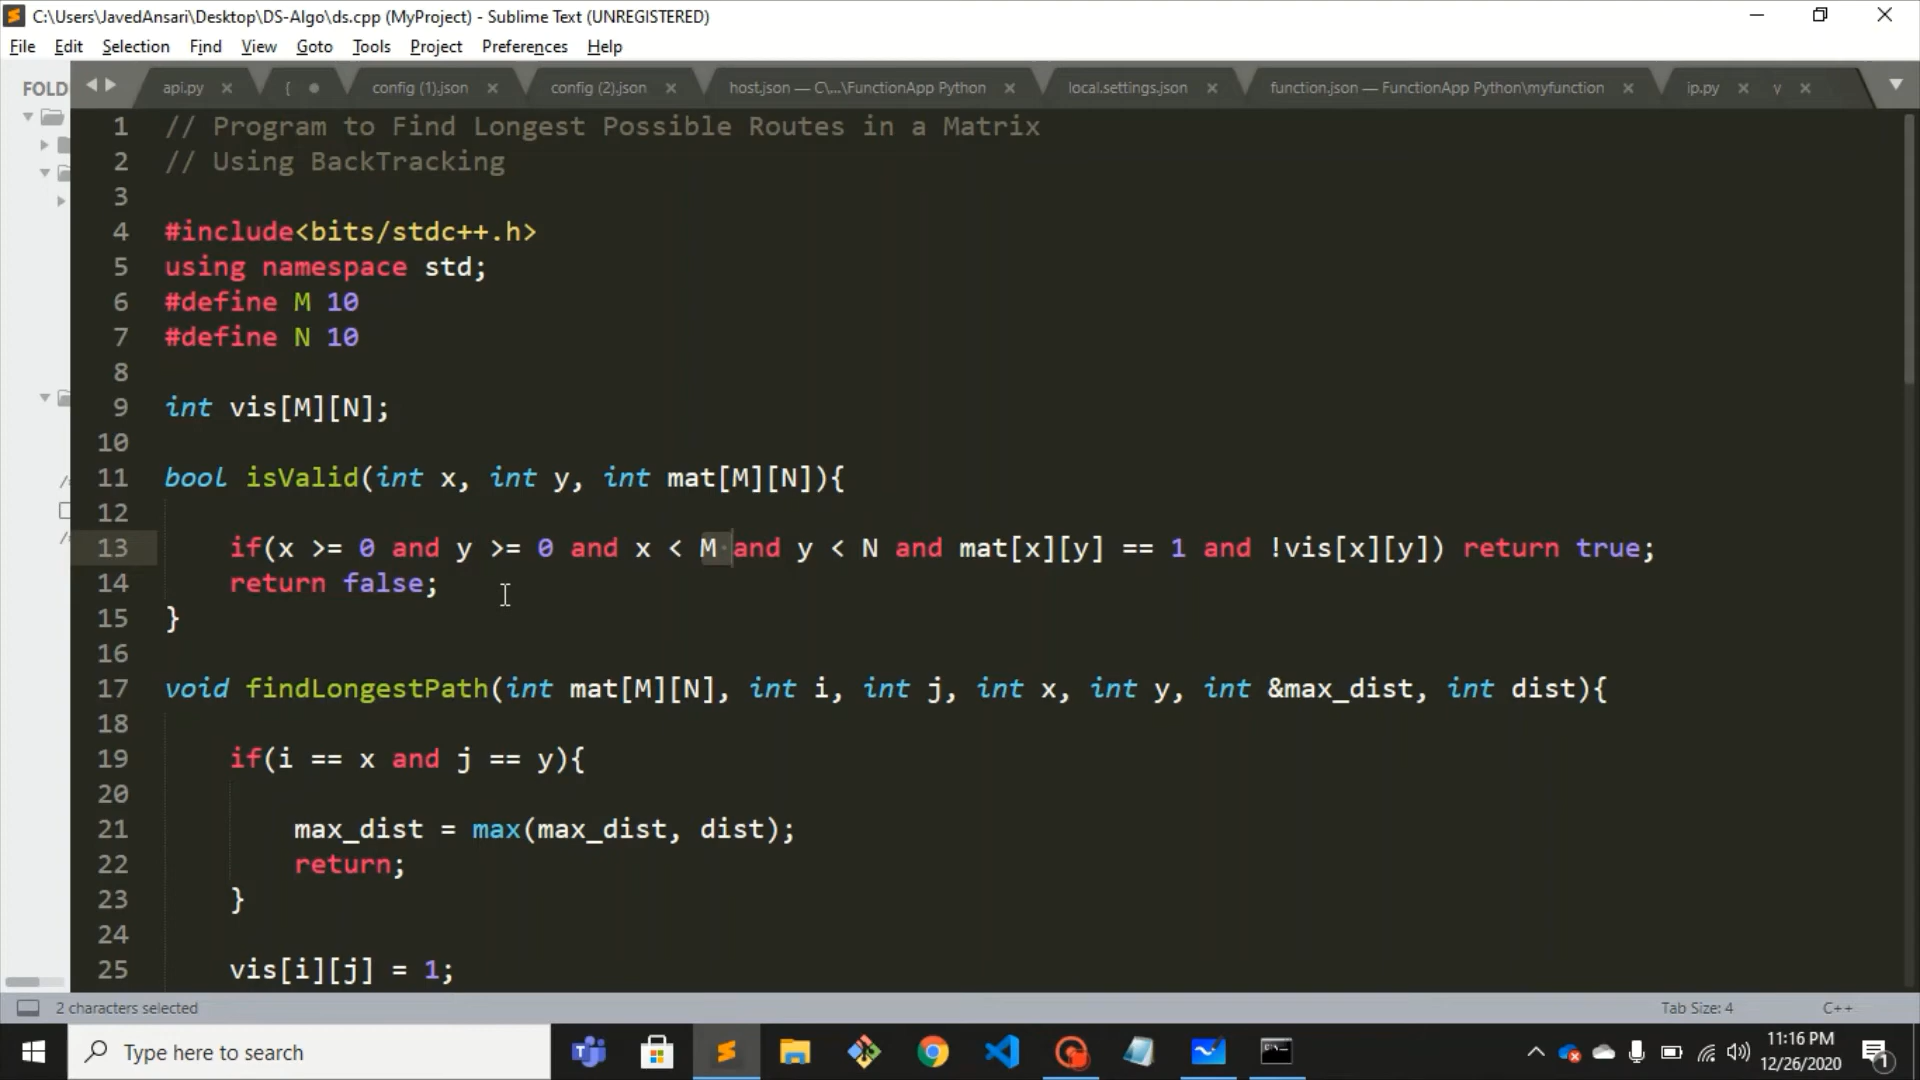 C:\Users\JavedAnsari\Desktop\DS-Algo\ds.cpp (MyProject) - Sublime Text (UNREGISTERED)
File Edit Selection Find View Goto Tools Project Preferences Help
FOLD
api.py { config (1).json config (2).json host.json — C\...\FunctionApp Python local.settings.json function.json — FunctionApp Python\myfunction ip.py y
1 // Program to Find Longest Possible Routes in a Matrix
2 // Using BackTracking
3
4 #include<bits/stdc++.h>
5 using namespace std;
6 #define M 10
7 #define N 10
8
9 int vis[M][N];
10
11 bool isValid(int x, int y, int mat[M][N]){
12
13 if(x >= 0 and y >= 0 and x < M and y < N and mat[x][y] == 1 and !vis[x][y]) return true;
14 return false;
15 }
16
17 void findLongestPath(int mat[M][N], int i, int j, int x, int y, int &max_dist, int dist){
18
19 if(i == x and j == y){
20
21 max_dist = max(max_dist, dist);
22 return;
23 }
24
25 vis[i][j] = 1;
2 characters selected Tab Size: 4 C++
Type here to search
11:16 PM
12/26/2020
1